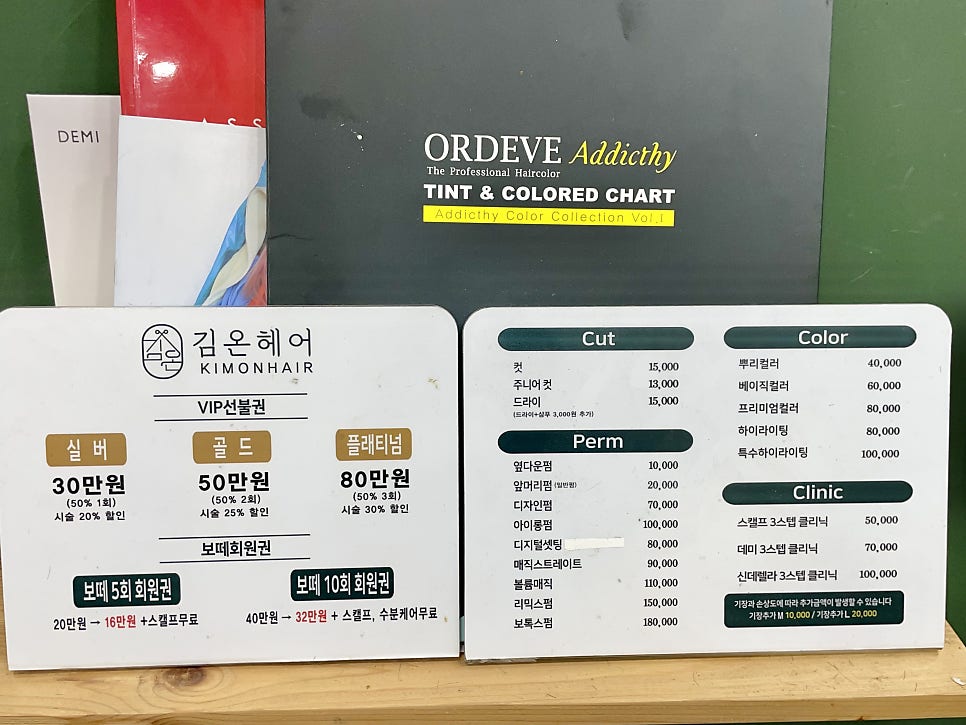 DEMI
ASS
ORDEVE Addicthy
The Professional Haircolor
TINT & COLORED CHART
Addicthy Color Collection Vol.1
김온
김온헤어
KIMONHAIR
VIP선불권
실버 골드 플래티넘
30만원 50만원 80만원
(50% 1회) (50% 2회) (50% 3회)
시술 20% 할인 시술 25% 할인 시술 30% 할인
보떼회원권
보떼 5회 회원권 보떼 10회 회원권
20만원 → 16만원 +스캘프무료 40만원 → 32만원 + 스캘프, 수분케어무료
Cut
컷 15,000
주니어 컷 13,000
드라이 15,000
(드라이+샴푸 3,000원 추가)
Perm
옆다운펌 10,000
앞머리펌 (일반펌) 20,000
디자인펌 70,000
아이롱펌 100,000
디지털셋팅 80,000
매직스트레이트 90,000
볼륨매직 110,000
리믹스펌 150,000
보톡스펌 180,000
Color
뿌리컬러 40,000
베이직컬러 60,000
프리미엄컬러 80,000
하이라이팅 80,000
특수하이라이팅 100,000
Clinic
스캘프 3스텝 클리닉 50,000
데미 3스텝 클리닉 70,000
신데렐라 3스텝 클리닉 100,000
기장과 손상도에 따라 추가금액이 발생할 수 있습니다
기장추가 M 10,000 / 기장추가 L 20,000